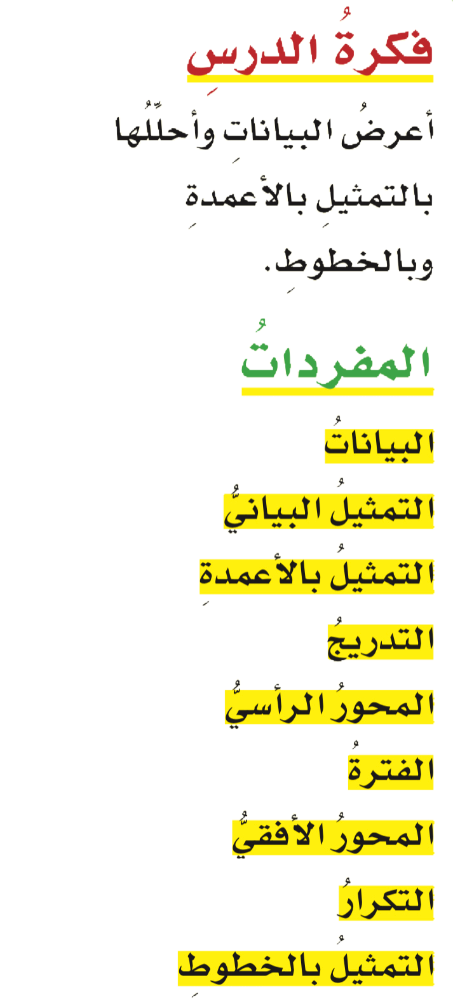 فكرةُ الدرسِ
أعرضُ البياناتِ وأحلِّلُها
بالتمثيلِ بالأعمدةِ
وبالخطوطِ.
المفرداتُ
البياناتُ
التمثيلُ البيانيُّ
التمثيلُ بالأعمدةِ
التدريجُ
المحورُ الرأسيُّ
الفترةُ
المحورُ الأفقيُّ
التكرارُ
التمثيلُ بالخطوطِ